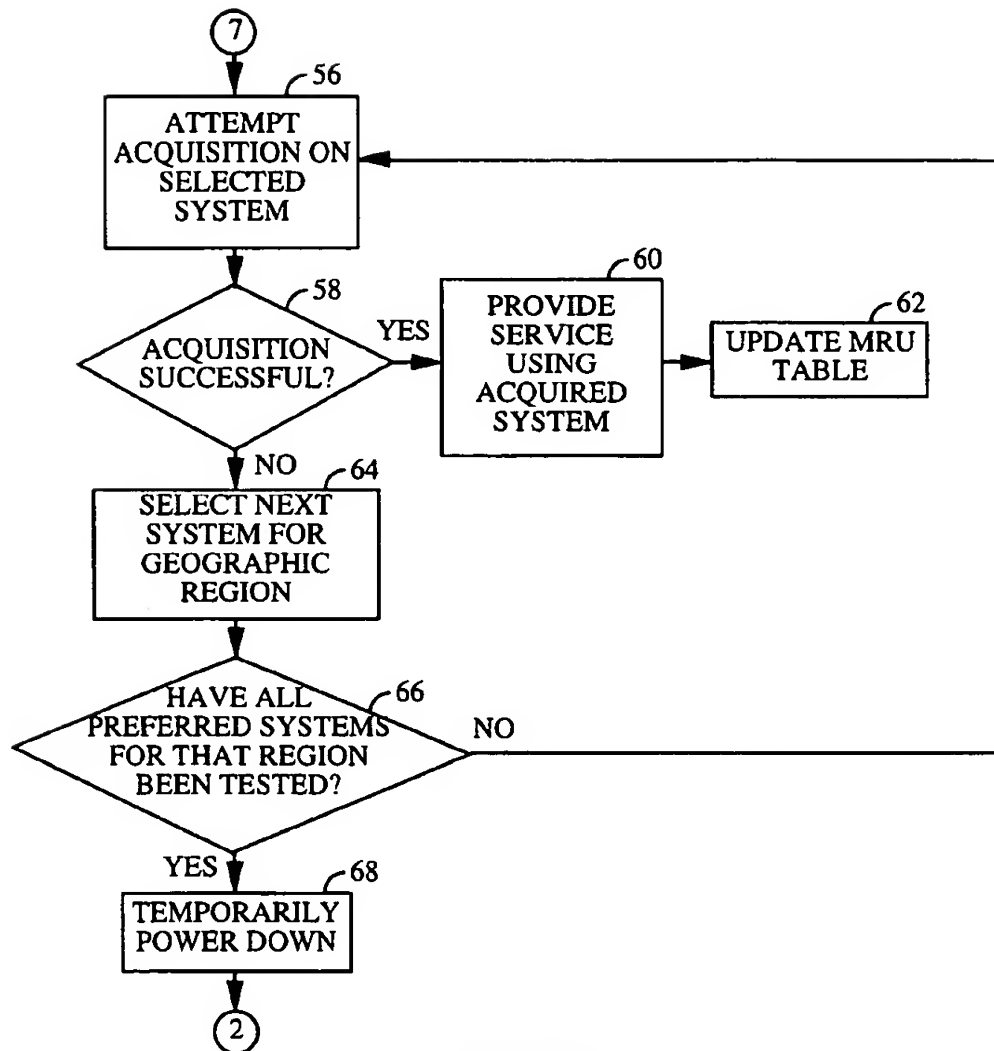 7
56
ATTEMPT
ACQUISITION ON
SELECTED
SYSTEM
58
ACQUISITION
SUCCESSFUL?
YES
60
PROVIDE
SERVICE
USING
ACQUIRED
SYSTEM
62
UPDATE MRU
TABLE
NO
64
SELECT NEXT
SYSTEM FOR
GEOGRAPHIC
REGION
66
HAVE ALL
PREFERRED SYSTEMS
FOR THAT REGION
BEEN TESTED?
NO
YES
68
TEMPORARILY
POWER DOWN
2